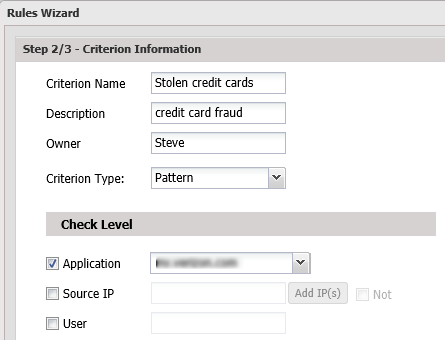 Rules Wizard
Step 2/3 - Criterion Information
Criterion Name Stolen credit cards
Description credit card fraud
Owner Steve
Criterion Type: Pattern
Check Level
Application
Source IP Add IP(s) Not
User